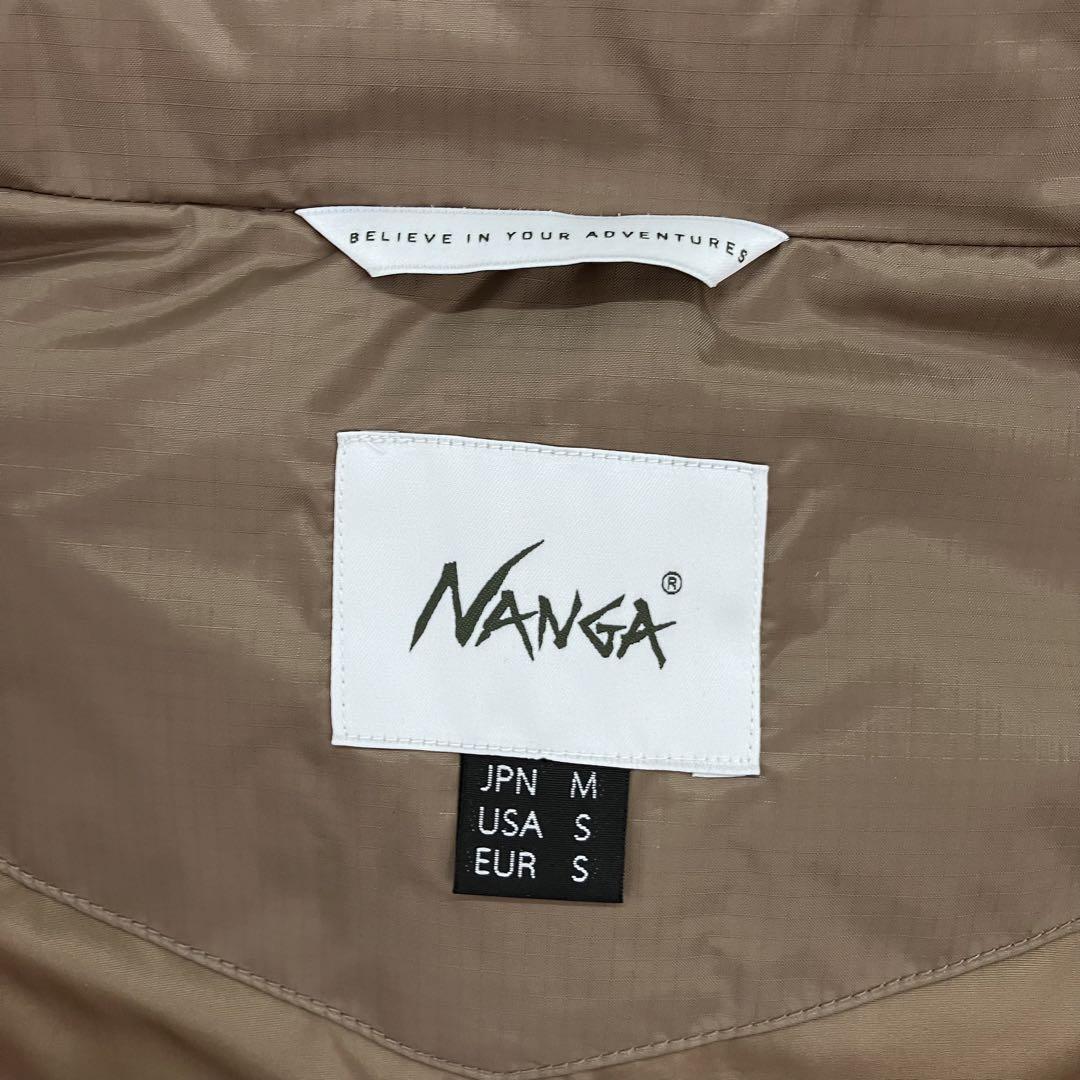 BELIEVE IN YOUR ADVENTURES
NANGA®
JPN M
USA S
EUR S